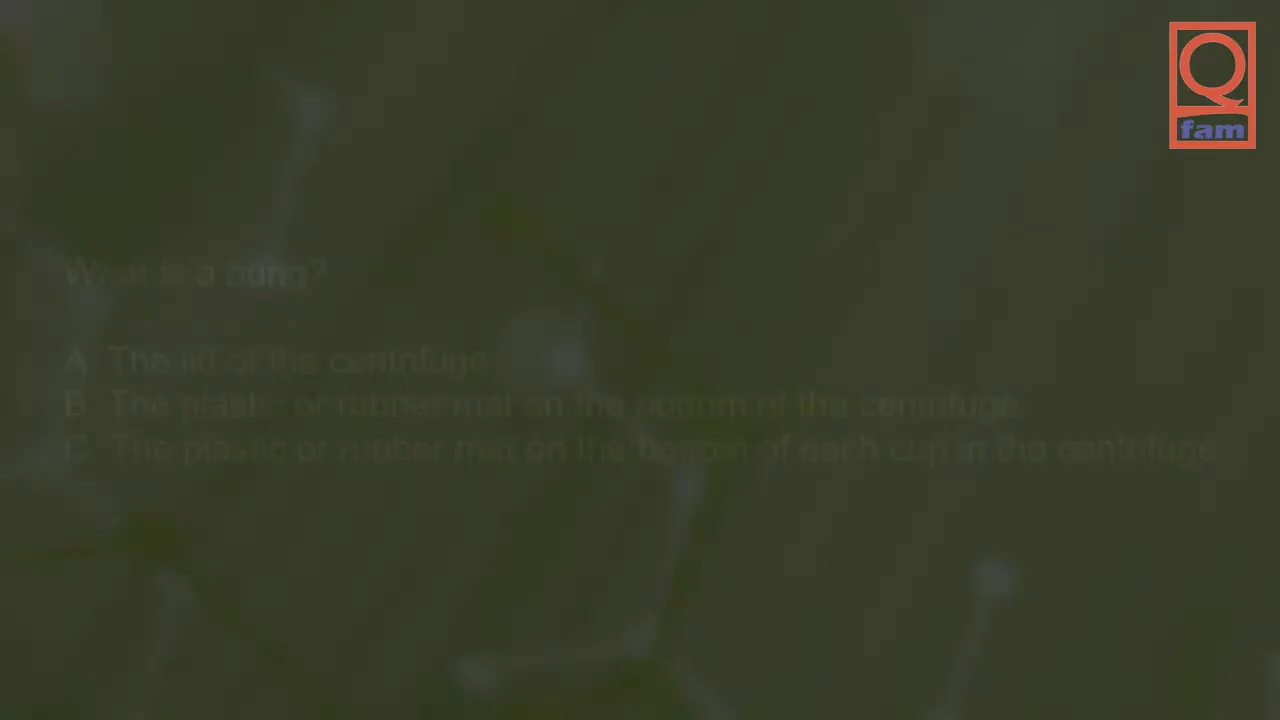 Q
fam
What is a bung?
A. The lid of the centrifuge
B. The plastic or rubber mat on the bottom of the centrifuge
C. The plastic or rubber mat on the bottom of each cup in the centrifuge